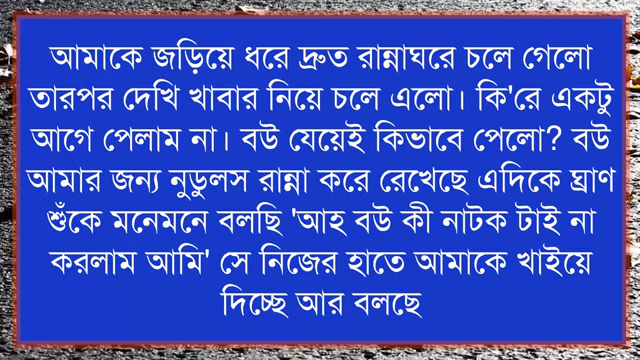 আমাকে জড়িয়ে ধরে দ্রুত রান্নাঘরে চলে গেলো
তারপর দেখি খাবার নিয়ে চলে এলো। কি'রে একটু
আগে পেলাম না। বউ যেয়েই কিভাবে পেলো? বউ
আমার জন্য নুডুলস রান্না করে রেখেছে এদিকে ঘ্রাণ
শুঁকে মনেমনে বলছি 'আহ বউ কী নাটক টাই না
করলাম আমি' সে নিজের হাতে আমাকে খাইয়ে
দিচ্ছে আর বলছে